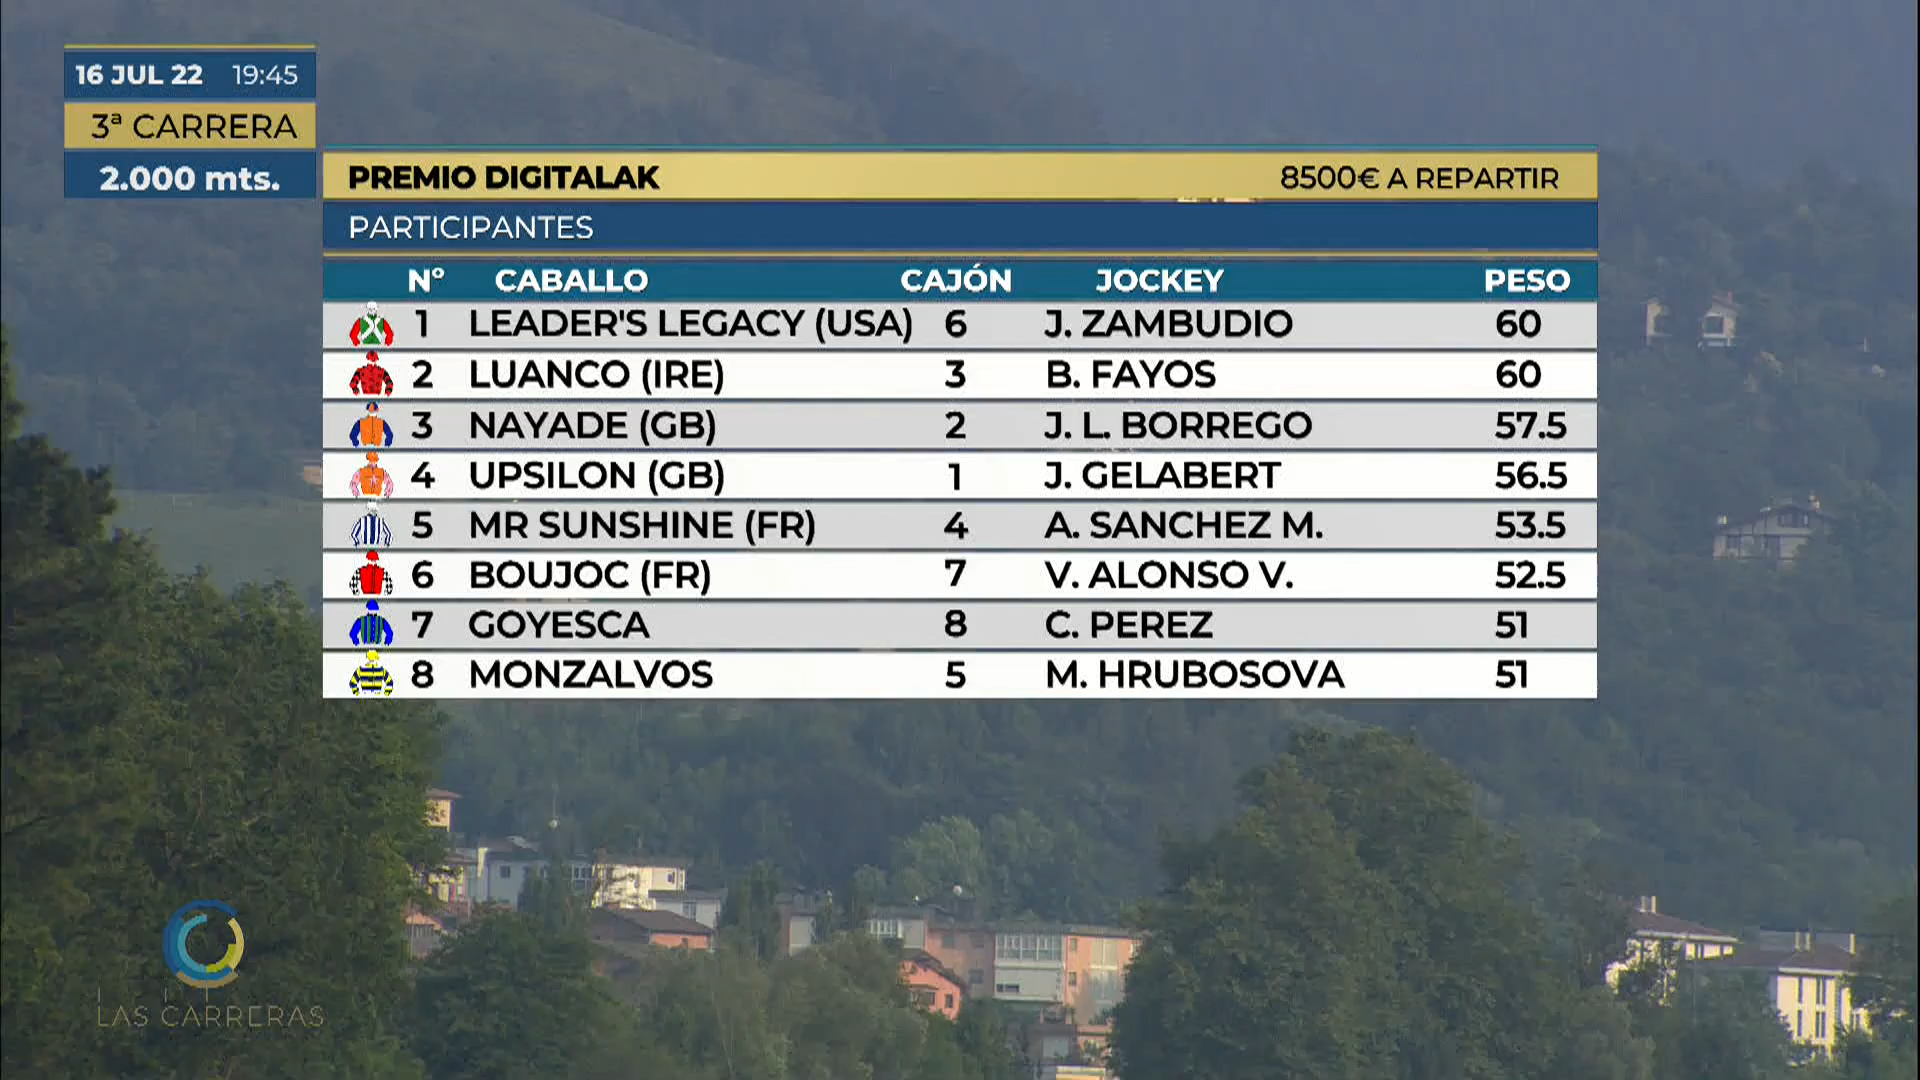 16 JUL 22 19:45
3ª CARRERA
2.000 mts.
PREMIO DIGITALAK 8500€ A REPARTIR
PARTICIPANTES
Nº CABALLO CAJÓN JOCKEY PESO
1 LEADER'S LEGACY (USA) 6 J. ZAMBUDIO 60
2 LUANCO (IRE) 3 B. FAYOS 60
3 NAYADE (GB) 2 J. L. BORREGO 57.5
4 UPSILON (GB) 1 J. GELABERT 56.5
5 MR SUNSHINE (FR) 4 A. SANCHEZ M. 53.5
6 BOUJOC (FR) 7 V. ALONSO V. 52.5
7 GOYESCA 8 C. PEREZ 51
8 MONZALVOS 5 M. HRUBOSOVA 51
LAS CARRERAS